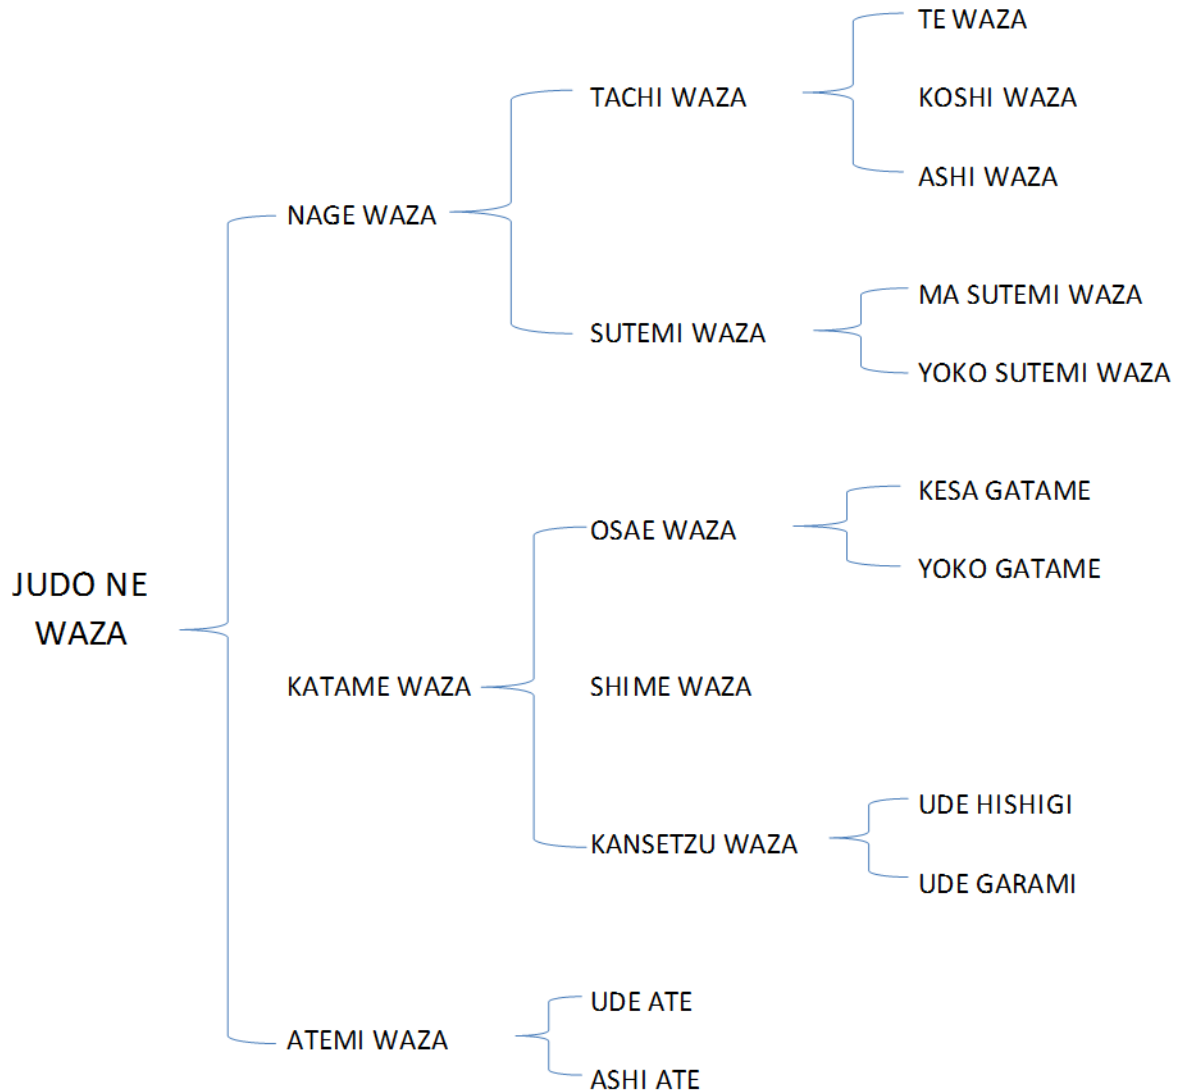 TE WAZA
TACHI WAZA
KOSHI WAZA
ASHI WAZA
NAGE WAZA
MA SUTEMI WAZA
SUTEMI WAZA
YOKO SUTEMI WAZA
KESA GATAME
OSAE WAZA
YOKO GATAME
JUDO NE
WAZA
KATAME WAZA
SHIME WAZA
UDE HISHIGI
KANSETZU WAZA
UDE GARAMI
UDE ATE
ATEMI WAZA
ASHI ATE